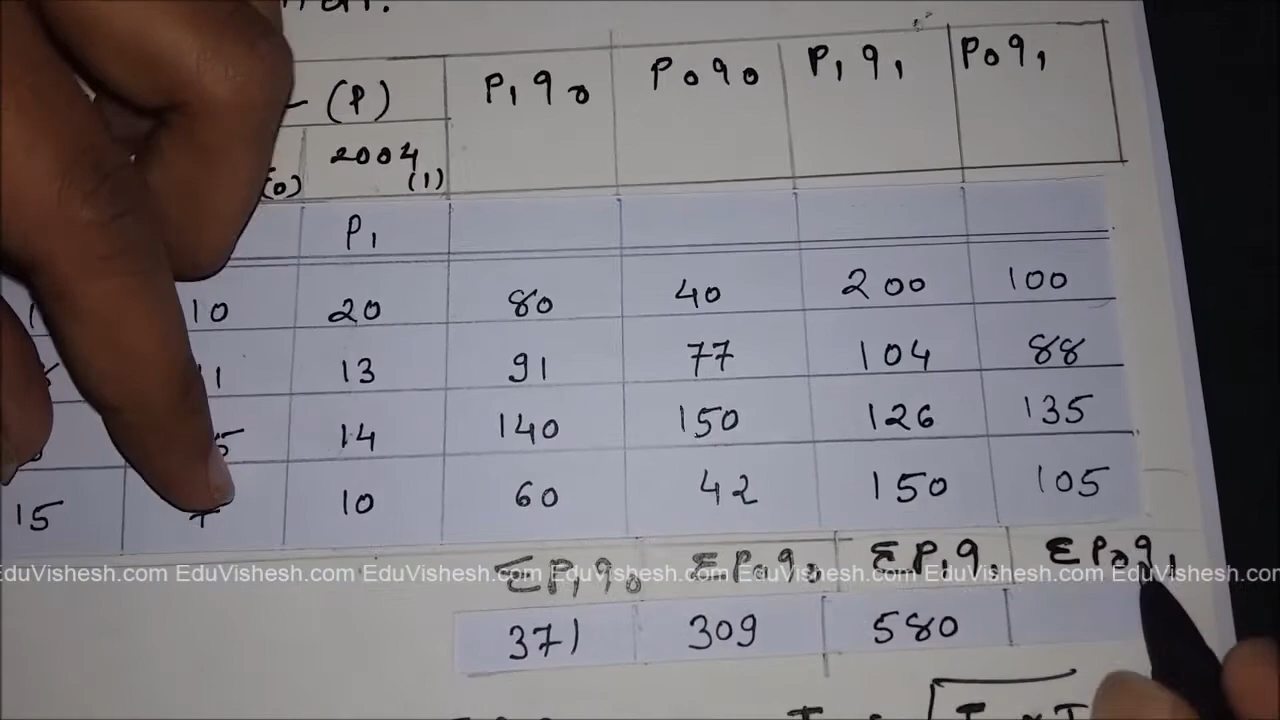 (P) P₁q₀ P₀q₀ P₁q₁ P₀q₁
(0) 2004 (1)
P₁
10 20 80 40 200 100
13 91 77 104 88
14 140 150 126 135
15 10 60 42 150 105
ΣP₁q₀ ΣP₀q₀ ΣP₁q₁ ΣP₀q₁
EduVishesh.com EduVishesh.com EduVishesh.com EduVishesh.com EduVishesh.com EduVishesh.com
371 309 580